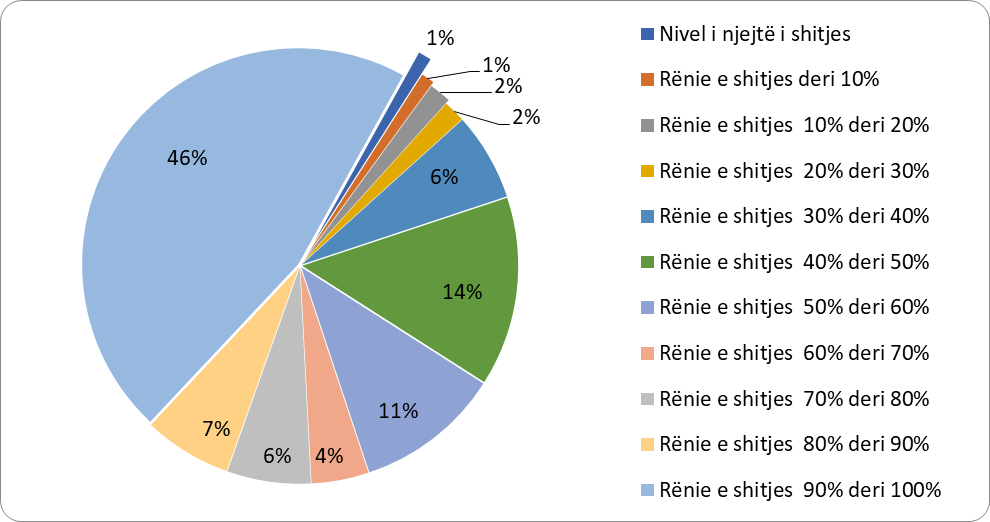 1%
1%
2%
2%
6%
14%
11%
4%
6%
7%
46%
Nivel i njejtë i shitjes
Rënie e shitjes deri 10%
Rënie e shitjes  10% deri 20%
Rënie e shitjes  20% deri 30%
Rënie e shitjes  30% deri 40%
Rënie e shitjes  40% deri 50%
Rënie e shitjes  50% deri 60%
Rënie e shitjes  60% deri 70%
Rënie e shitjes  70% deri 80%
Rënie e shitjes  80% deri 90%
Rënie e shitjes  90% deri 100%